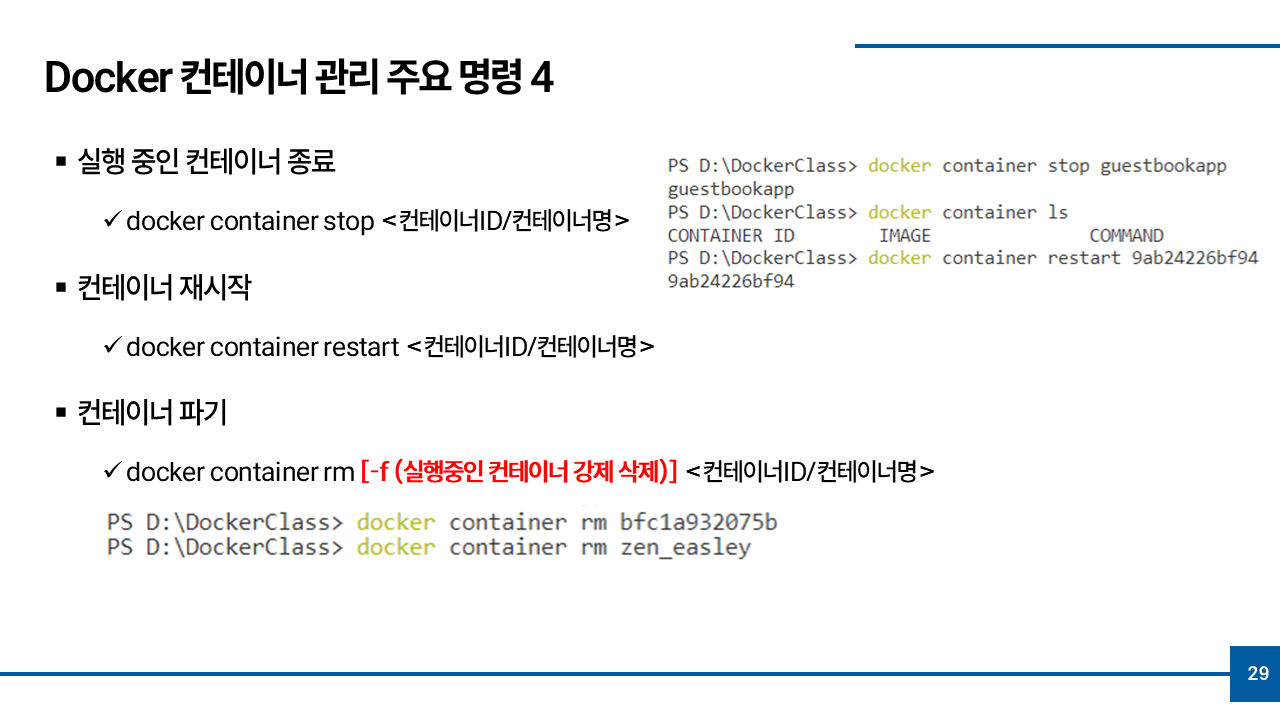 Docker 컨테이너 관리 주요 명령 4
▪ 실행 중인 컨테이너 종료
✓ docker container stop <컨테이너ID/컨테이너명>
▪ 컨테이너 재시작
✓ docker container restart <컨테이너ID/컨테이너명>
▪ 컨테이너 파기
✓ docker container rm [-f (실행중인 컨테이너 강제 삭제)] <컨테이너ID/컨테이너명>
PS D:\DockerClass> docker container rm bfc1a932075b
PS D:\DockerClass> docker container rm zen_easley
PS D:\DockerClass> docker container stop guestbookapp
guestbookapp
PS D:\DockerClass> docker container ls
CONTAINER ID IMAGE COMMAND
PS D:\DockerClass> docker container restart 9ab24226bf94
9ab24226bf94
29